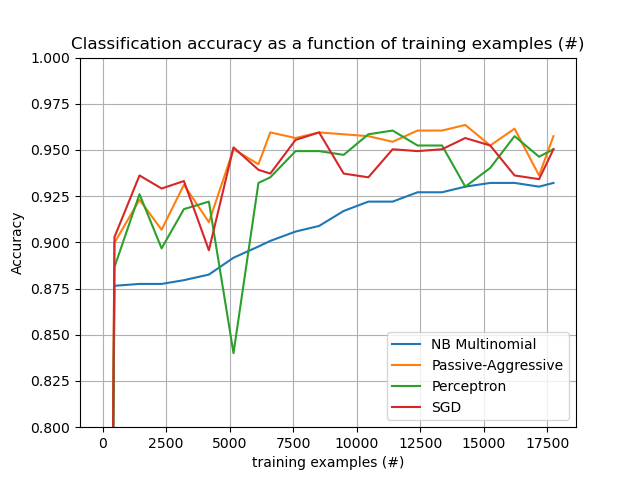 Classification accuracy as a function of training examples (#)
1.000
0.975
0.950
0.925
0.900
0.875
0.850
0.825
0.800
Accuracy
NB Multinomial
Passive-Aggressive
Perceptron
SGD
0 2500 5000 7500 10000 12500 15000 17500
training examples (#)